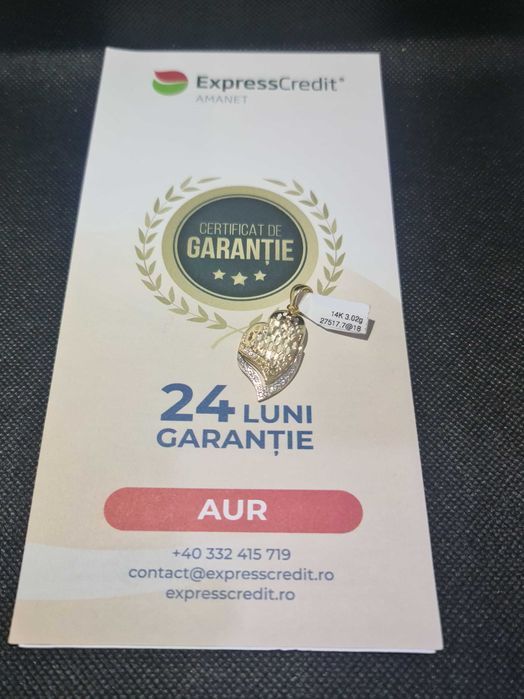 ExpressCredit®
AMANET
CERTIFICAT DE
GARANȚIE
14K 3.02g
27517.7@18
24 LUNI
GARANȚIE
AUR
+40 332 415 719
contact@expresscredit.ro
expresscredit.ro